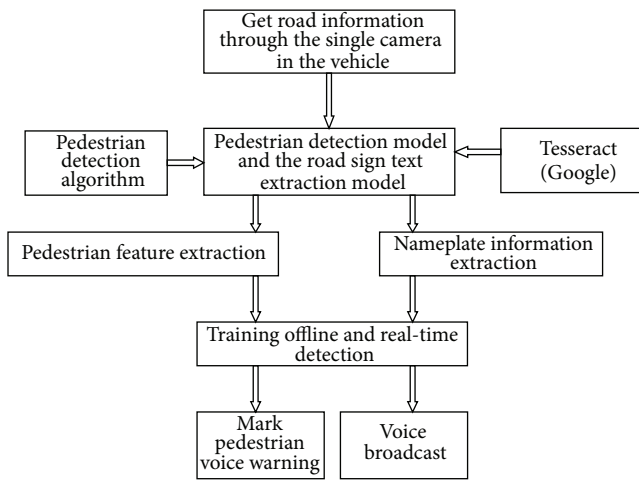 Get road information
through the single camera
in the vehicle
Pedestrian
detection
algorithm
Pedestrian detection model
and the road sign text
extraction model
Tesseract
(Google)
Pedestrian feature extraction
Nameplate information
extraction
Training offline and real-time
detection
Mark
pedestrian
voice warning
Voice
broadcast